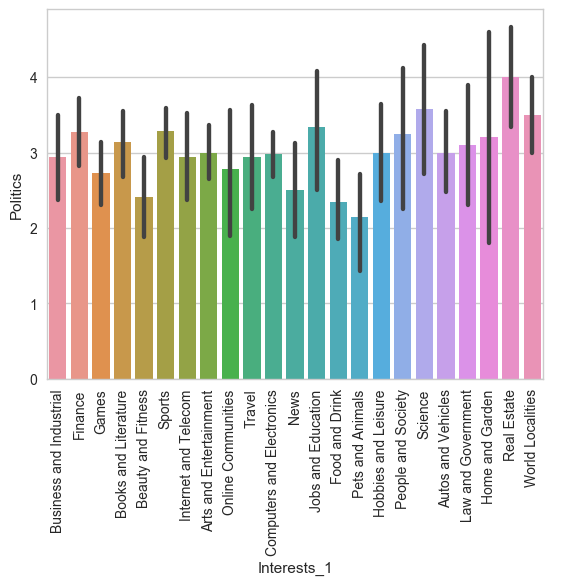 4
3
2
1
0
Politics
Business and Industrial
Finance
Games
Books and Literature
Beauty and Fitness
Sports
Internet and Telecom
Arts and Entertainment
Online Communities
Travel
Computers and Electronics
News
Jobs and Education
Food and Drink
Pets and Animals
Hobbies and Leisure
People and Society
Science
Autos and Vehicles
Law and Government
Home and Garden
Real Estate
World Localities
Interests_1